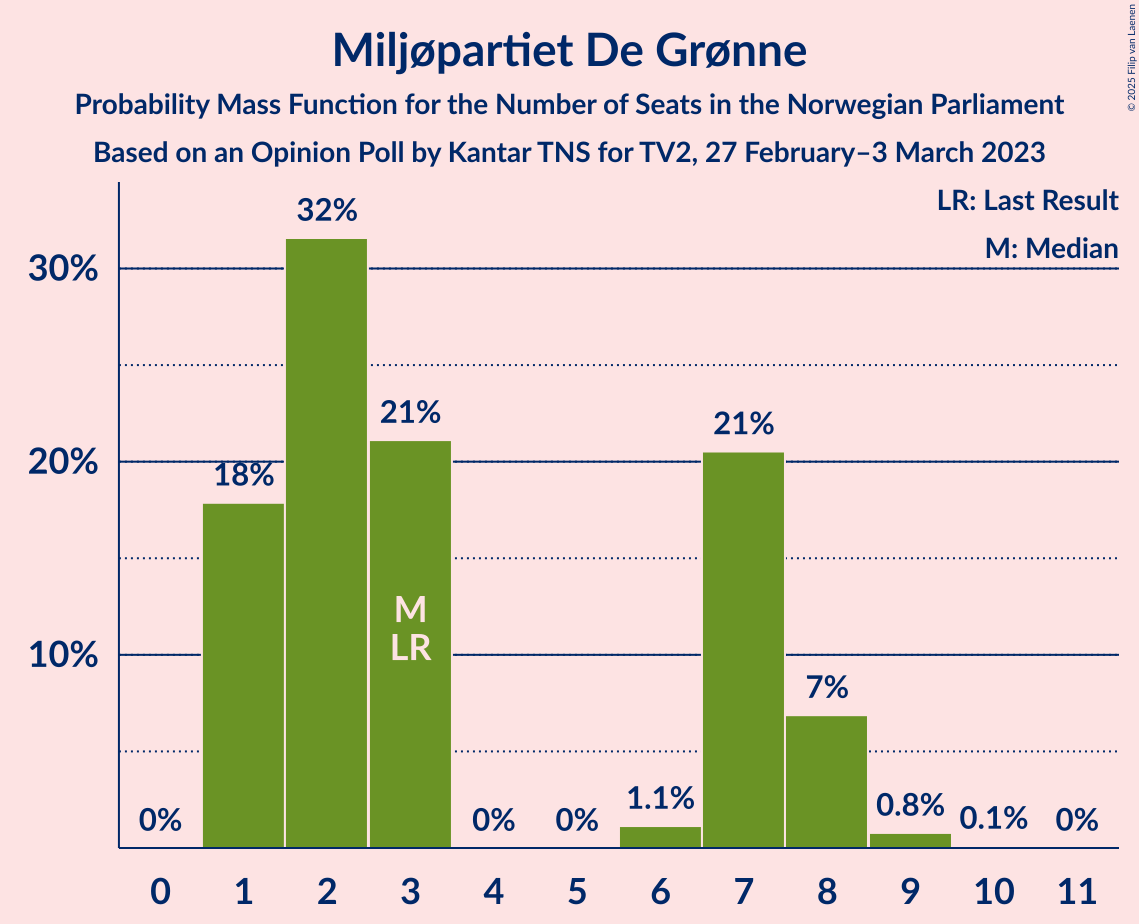 Miljøpartiet De Grønne
Probability Mass Function for the Number of Seats in the Norwegian Parliament
Based on an Opinion Poll by Kantar TNS for TV2, 27 February–3 March 2023
© 2025 Filip van Laenen
LR: Last Result
M: Median
30%
20%
10%
0%
18%
32%
21%
0%
0%
1.1%
21%
7%
0.8%
0.1%
0%
M
LR
0 1 2 3 4 5 6 7 8 9 10 11